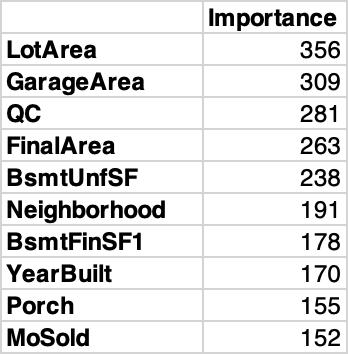 Importance
LotArea 356
GarageArea 309
QC 281
FinalArea 263
BsmtUnfSF 238
Neighborhood 191
BsmtFinSF1 178
YearBuilt 170
Porch 155
MoSold 152